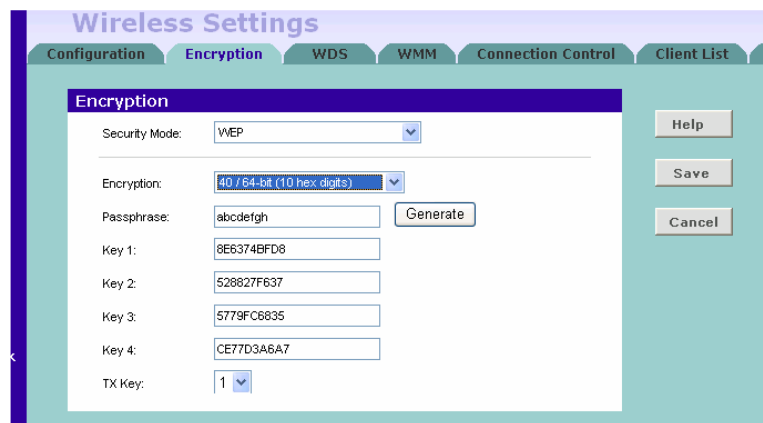 Wireless Settings
Configuration Encryption WDS WMM Connection Control Client List
Encryption
Security Mode: WEP
Help
Encryption: 40 / 64-bit (10 hex digits)
Save
Passphrase: abcdefgh Generate
Cancel
Key 1: 8E6374BFD8
Key 2: 528827F637
Key 3: 5779FC6835
Key 4: CE77D3A6A7
TX Key: 1